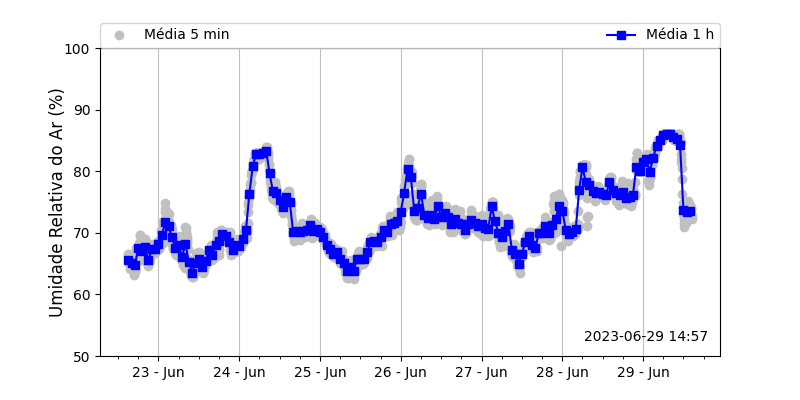 Média 5 min
Média 1 h
Umidade Relativa do Ar (%)
100
90
80
70
60
50
2023-06-29 14:57
23 - Jun
24 - Jun
25 - Jun
26 - Jun
27 - Jun
28 - Jun
29 - Jun